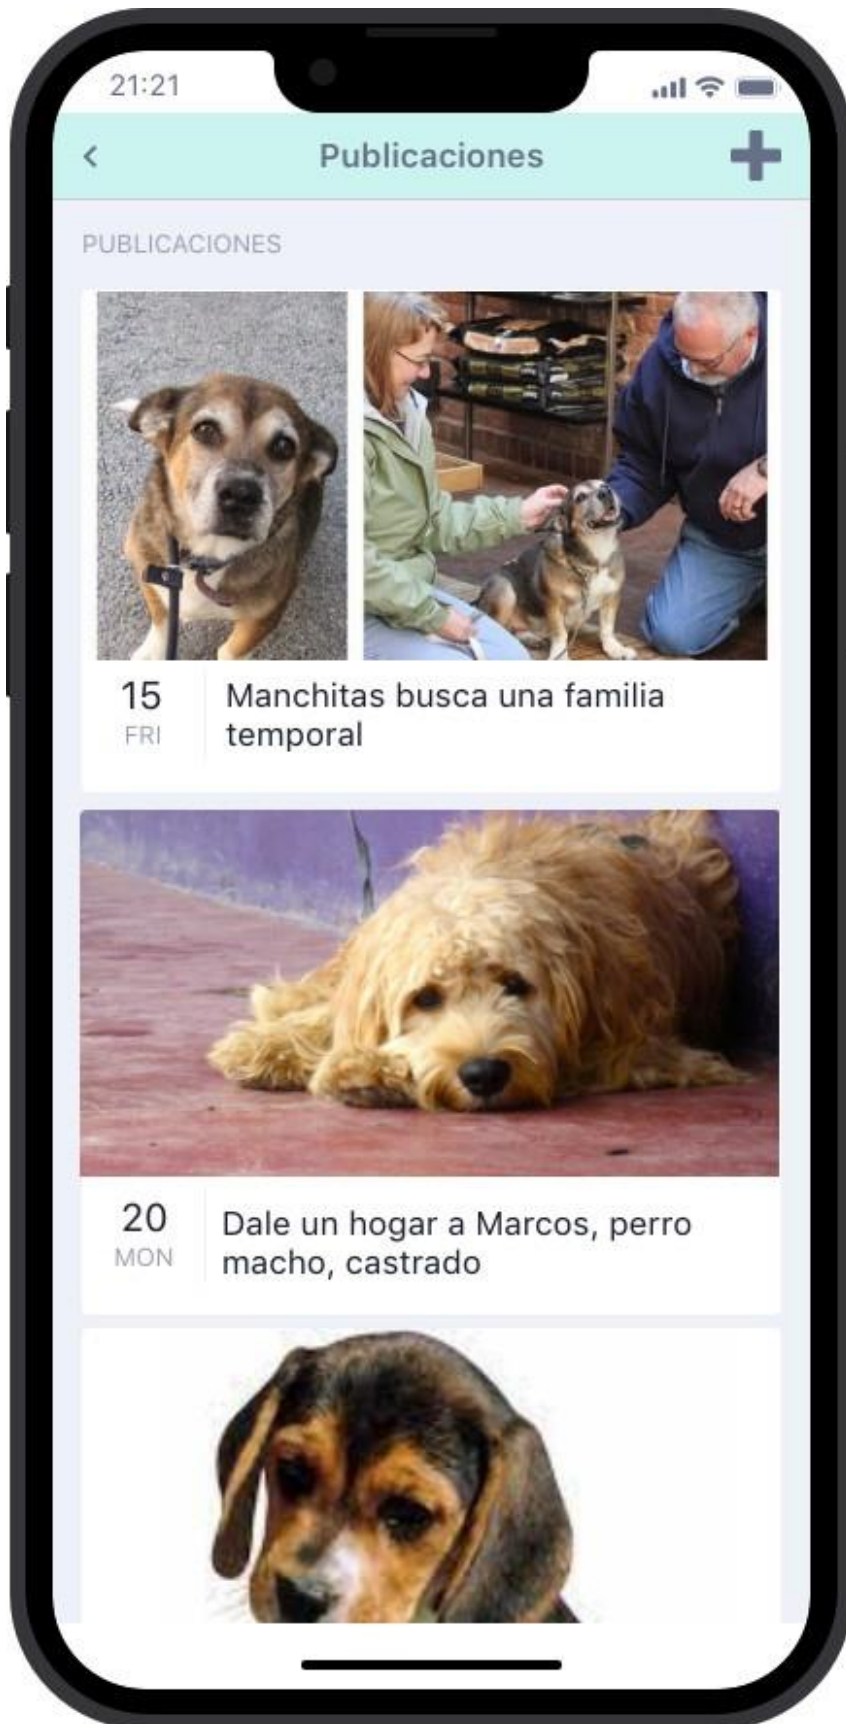 21:21
Publicaciones
PUBLICACIONES
15
FRI
Manchitas busca una familia
temporal
20
MON
Dale un hogar a Marcos, perro
macho, castrado